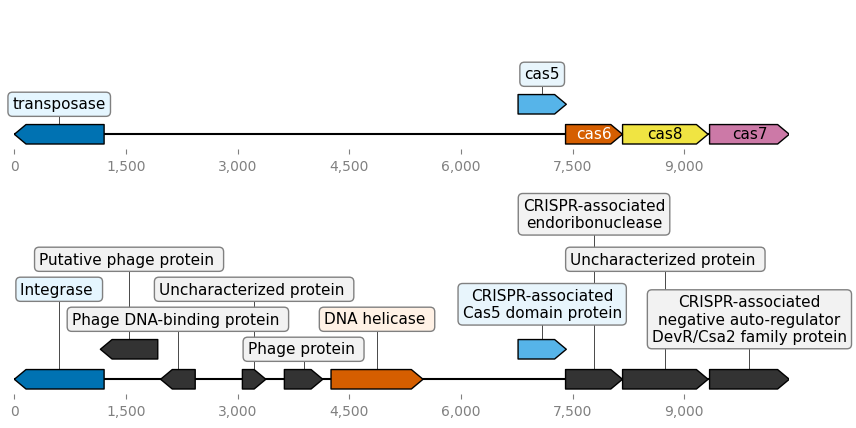 cas5
transposase
cas6
cas8
cas7
0
1,500
3,000
4,500
6,000
7,500
9,000
CRISPR-associated
endoribonuclease
Putative phage protein
Uncharacterized protein
Integrase
Uncharacterized protein
CRISPR-associated
Cas5 domain protein
CRISPR-associated
negative auto-regulator
DevR/Csa2 family protein
Phage DNA-binding protein
DNA helicase
Phage protein
0
1,500
3,000
4,500
6,000
7,500
9,000